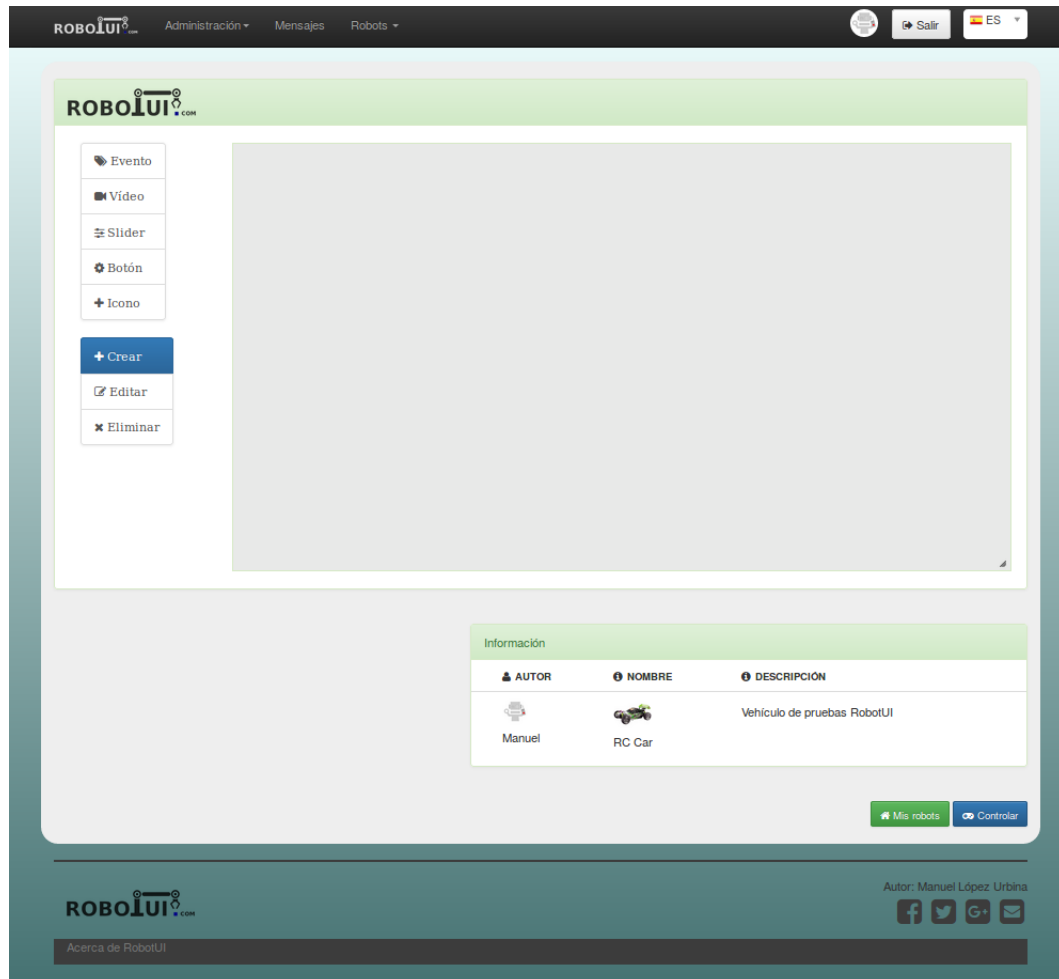 ROBOTUI.COM Administración Mensajes Robots Salir ES
ROBOTUI.COM
Evento
Vídeo
Slider
Botón
Icono
Crear
Editar
Eliminar
Información
AUTOR NOMBRE DESCRIPCIÓN
Vehículo de pruebas RobotUI
Manuel RC Car
Mis robots Controlar
Autor: Manuel López Urbina
ROBOTUI.COM
Acerca de RobotUI